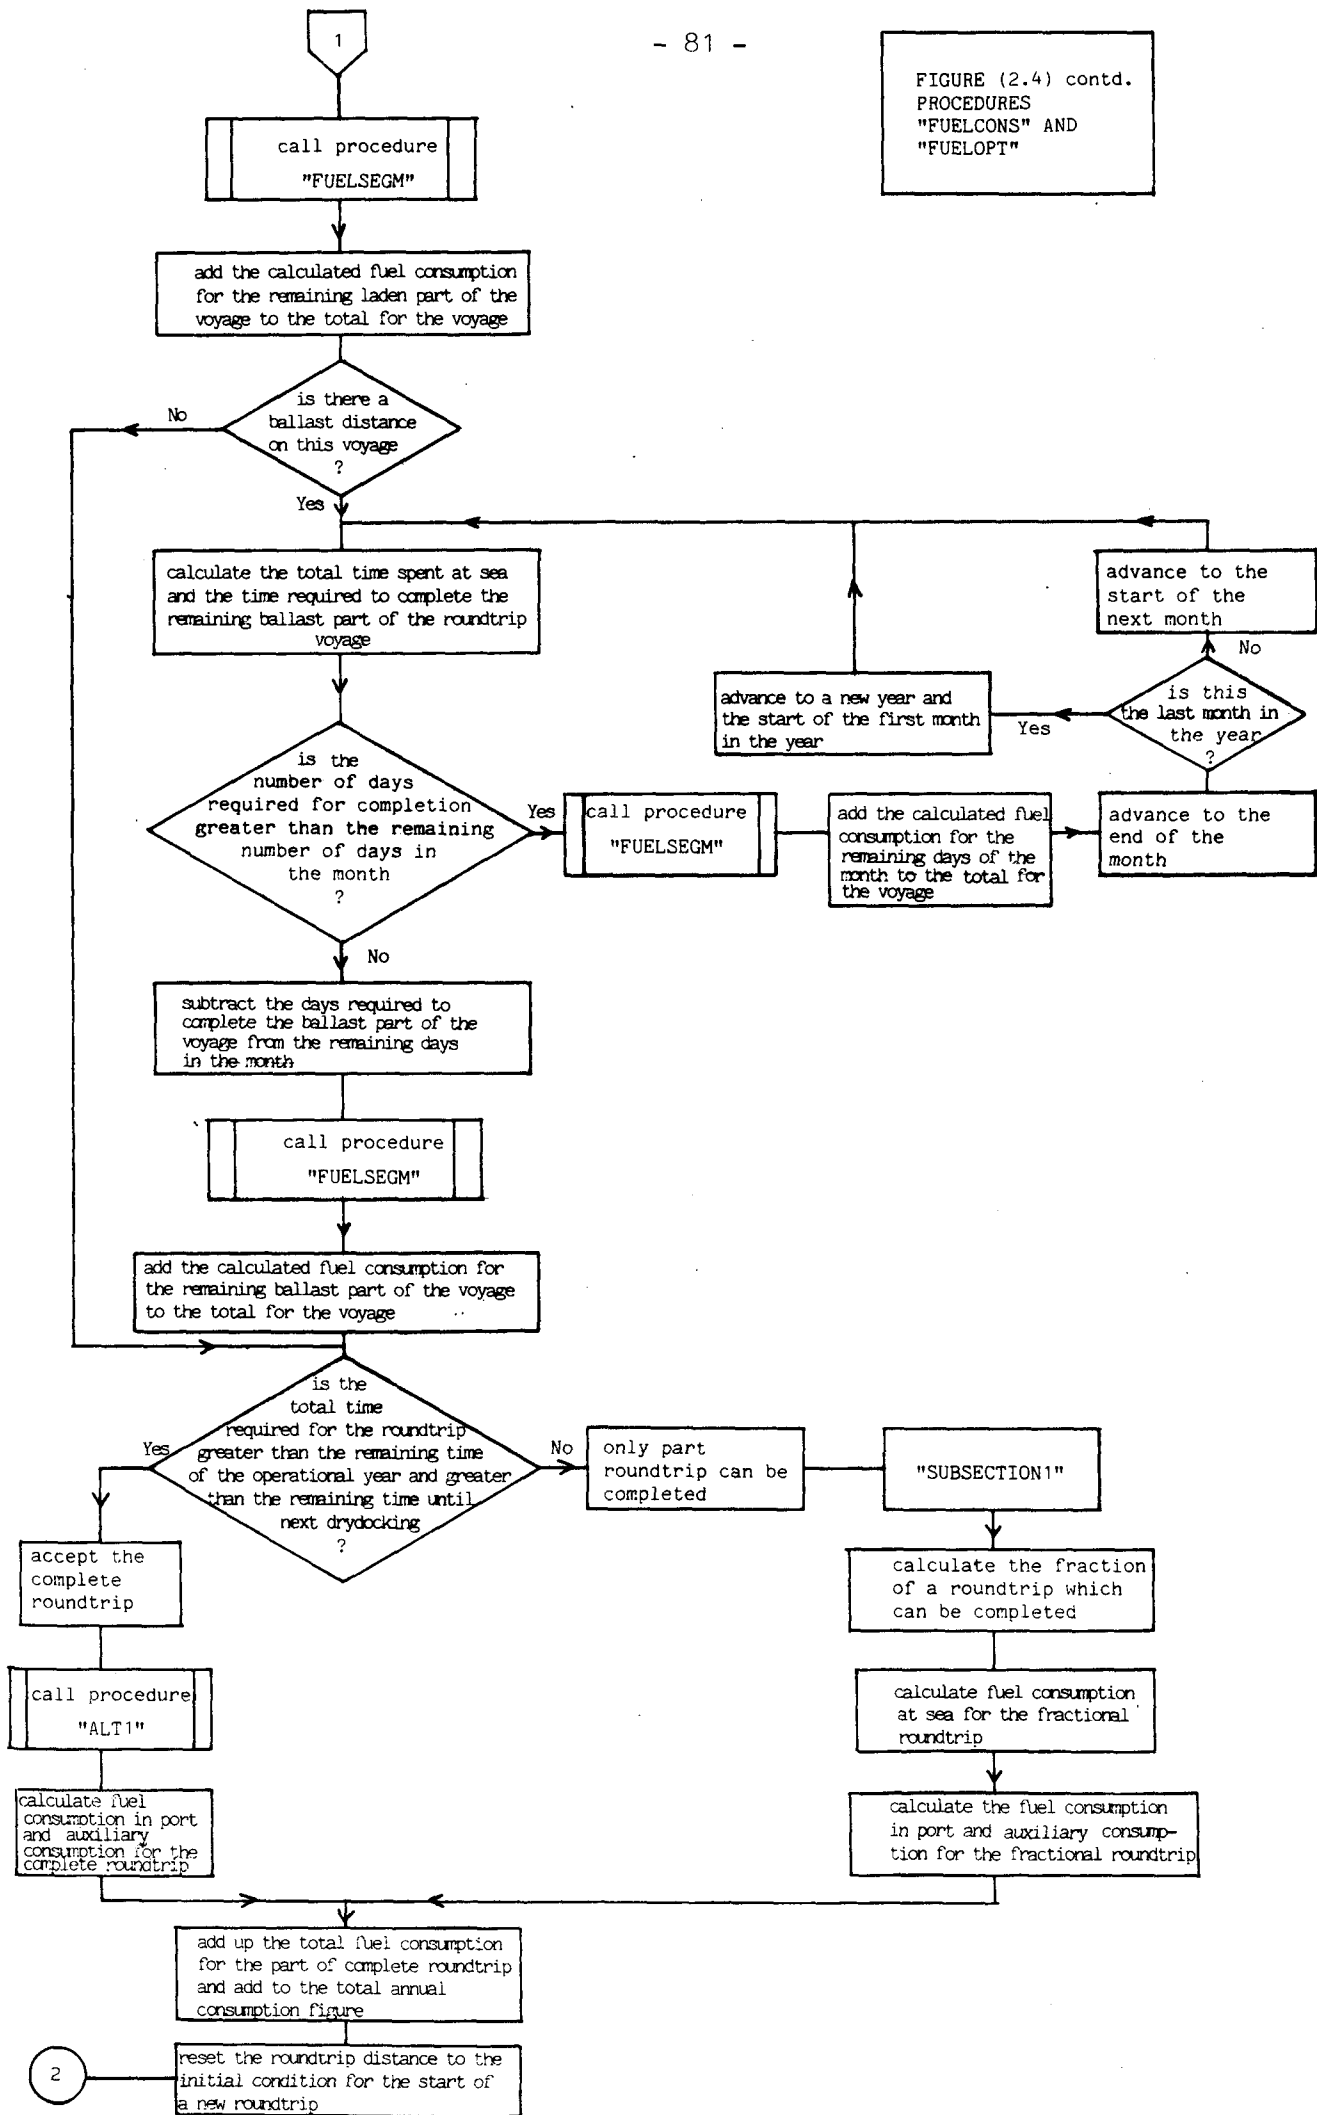 - 81 -
FIGURE (2.4) contd.
PROCEDURES
"FUELCONS" AND
"FUELOPT"
1
call procedure
"FUELSEGM"
add the calculated fuel consumption
for the remaining laden part of the
voyage to the total for the voyage
is there a
ballast distance
on this voyage
?
No
Yes
calculate the total time spent at sea
and the time required to complete the
remaining ballast part of the roundtrip
voyage
advance to the
start of the
next month
No
is this
the last month in
the year
?
Yes
advance to a new year and
the start of the first month
in the year
is the
number of days
required for completion
greater than the remaining
number of days in
the month
?
Yes
call procedure
"FUELSEGM"
add the calculated fuel
consumption for the
remaining days of the
month to the total for
the voyage
advance to the
end of the
month
No
subtract the days required to
complete the ballast part of the
voyage from the remaining days
in the month
call procedure
"FUELSEGM"
add the calculated fuel consumption for
the remaining ballast part of the voyage
to the total for the voyage
is the
total time
required for the roundtrip
greater than the remaining time
of the operational year and greater
than the remaining time until
next drydocking
?
Yes
No
only part
roundtrip can be
completed
"SUBSECTION1"
accept the
complete
roundtrip
calculate the fraction
of a roundtrip which
can be completed
call procedure
"ALT1"
calculate fuel consumption
at sea for the fractional
roundtrip
calculate fuel
consumption in port
and auxiliary
consumption for the
complete roundtrip
calculate the fuel consumption
in port and auxiliary consump-
tion for the fractional roundtrip
add up the total fuel consumption
for the part of complete roundtrip
and add to the total annual
consumption figure
2
reset the roundtrip distance to the
initial condition for the start of
a new roundtrip